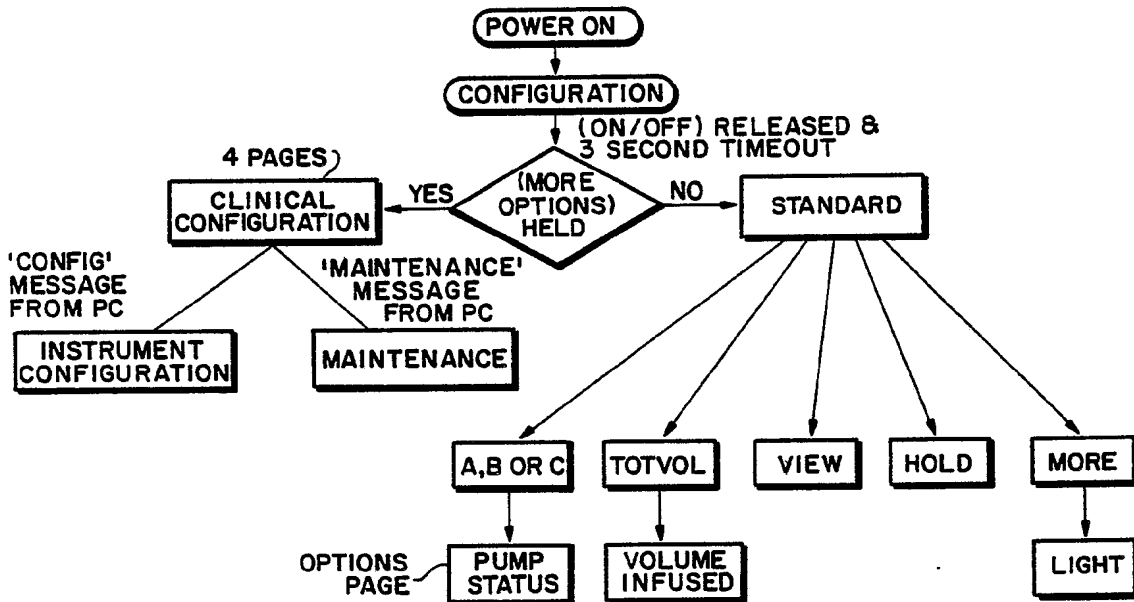 POWER ON
CONFIGURATION
(ON/OFF) RELEASED &
3 SECOND TIMEOUT
4 PAGES
CLINICAL
CONFIGURATION
YES
(MORE
OPTIONS)
HELD
NO
STANDARD
'CONFIG'
MESSAGE
FROM PC
'MAINTENANCE'
MESSAGE
FROM PC
INSTRUMENT
CONFIGURATION
MAINTENANCE
A,B OR C
TOTVOL
VIEW
HOLD
MORE
OPTIONS
PAGE
PUMP
STATUS
VOLUME
INFUSED
LIGHT